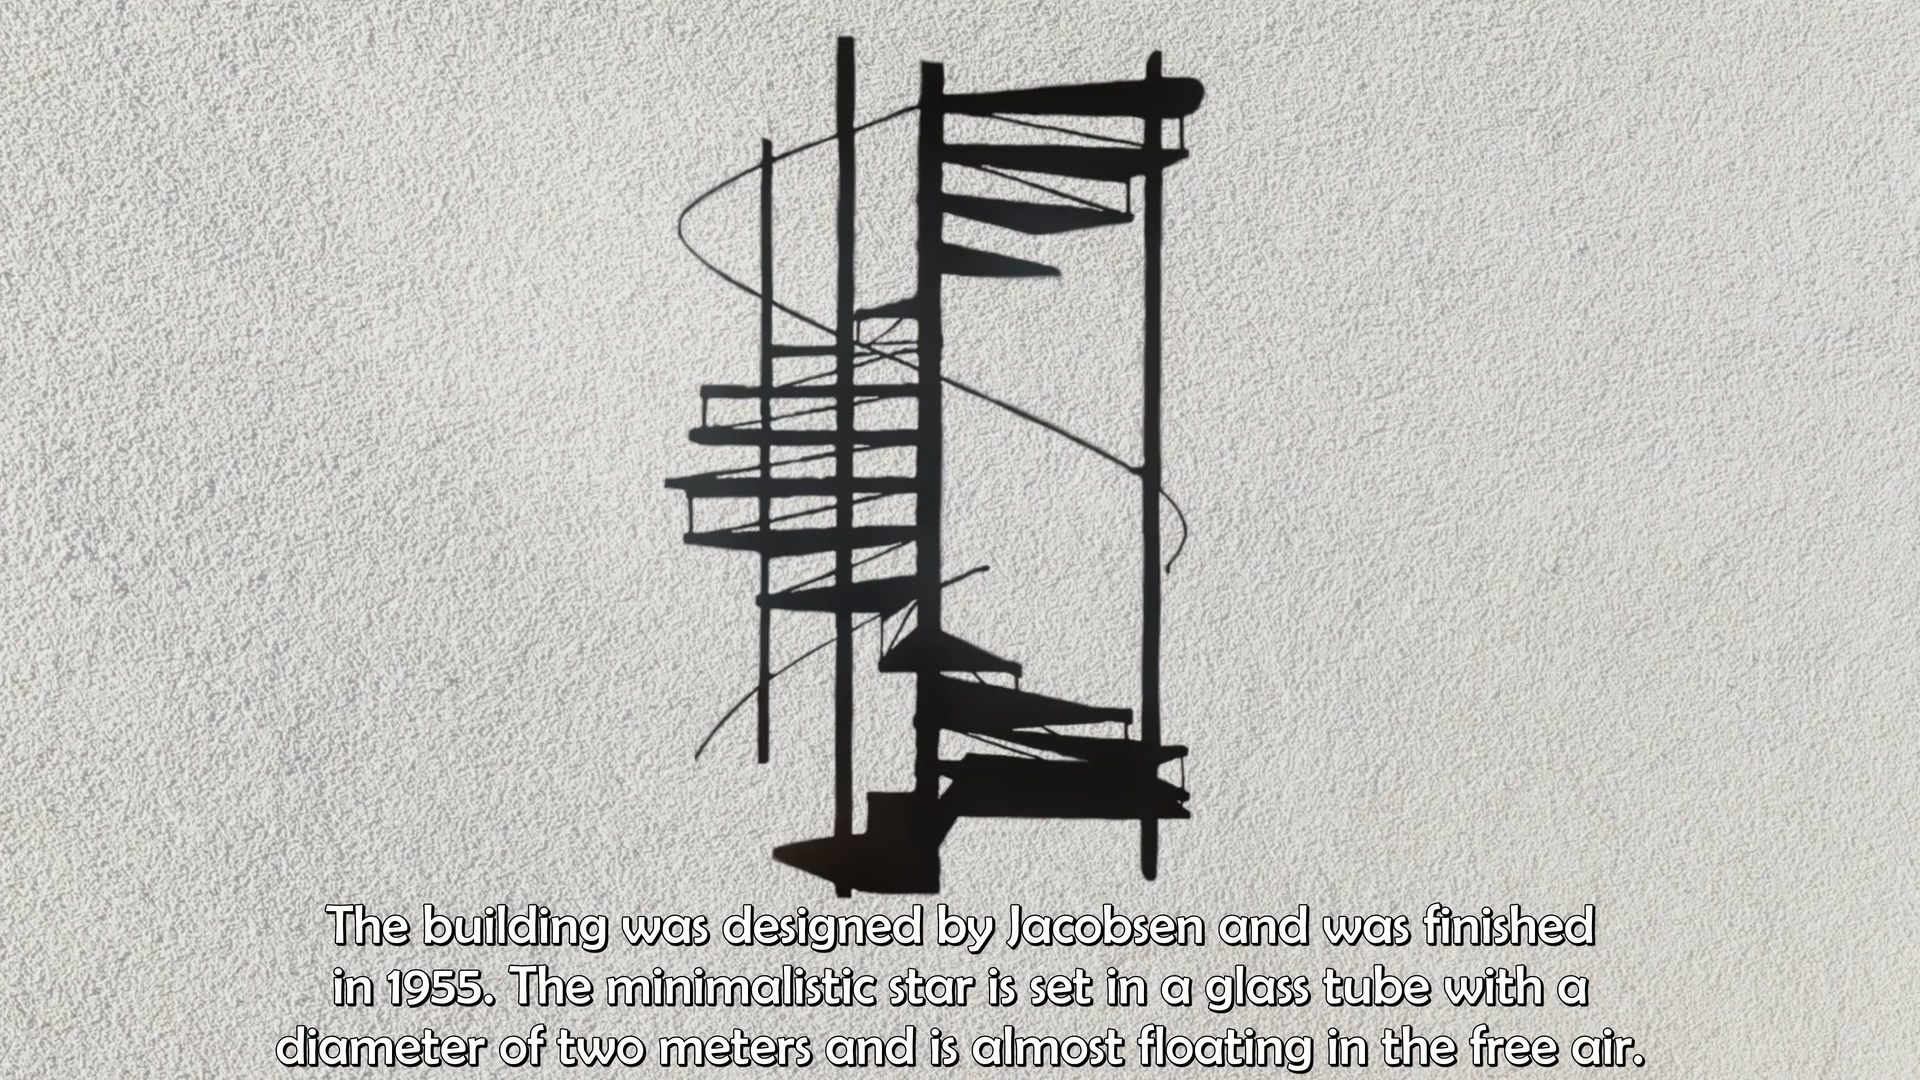 The building was designed by Jacobsen and was finished
in 1955. The minimalistic star is set in a glass tube with a
diameter of two meters and is almost floating in the free air.